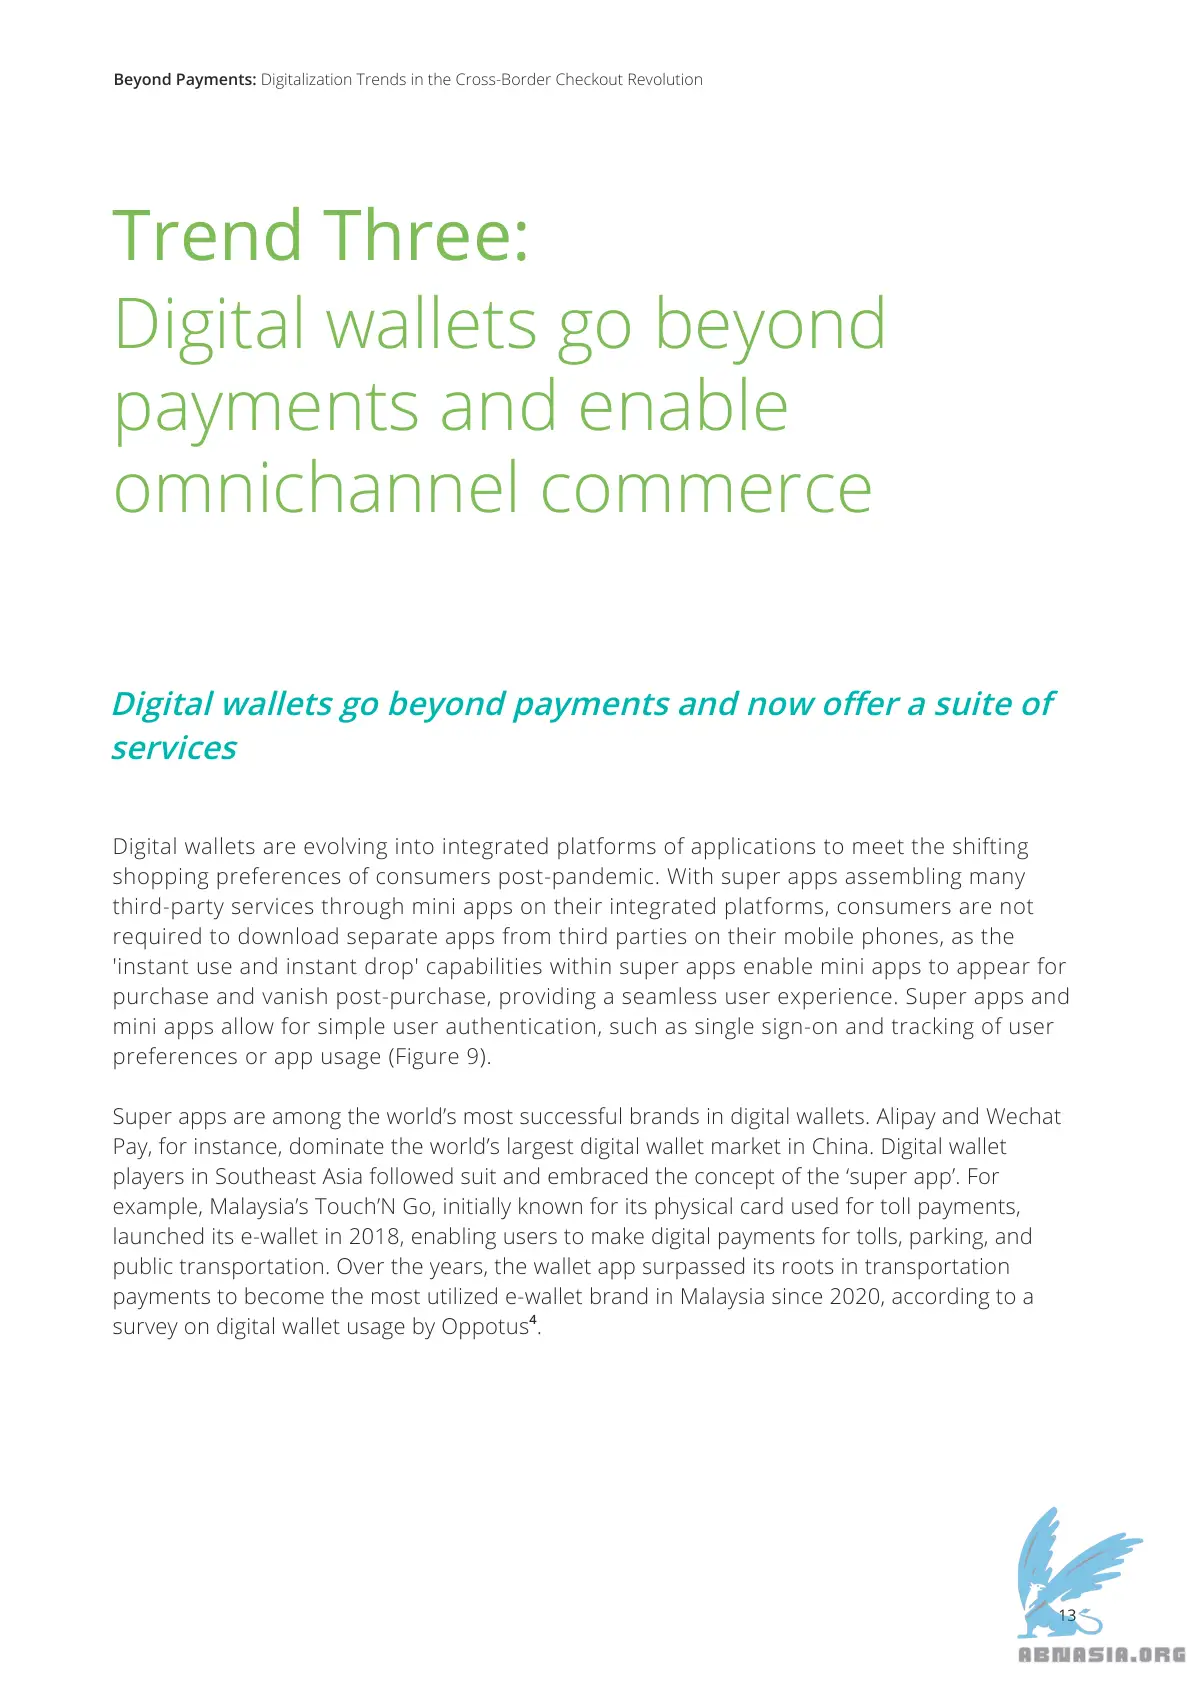 Beyond Payments: Digitalization Trends in the Cross-Border Checkout Revolution
Trend Three:
Digital wallets go beyond
payments and enable
omnichannel commerce
Digital wallets go beyond payments and now offer a suite of
services
Digital wallets are evolving into integrated platforms of applications to meet the shifting
shopping preferences of consumers post-pandemic. With super apps assembling many
third-party services through mini apps on their integrated platforms, consumers are not
required to download separate apps from third parties on their mobile phones, as the
'instant use and instant drop' capabilities within super apps enable mini apps to appear for
purchase and vanish post-purchase, providing a seamless user experience. Super apps and
mini apps allow for simple user authentication, such as single sign-on and tracking of user
preferences or app usage (Figure 9).
Super apps are among the world’s most successful brands in digital wallets. Alipay and Wechat
Pay, for instance, dominate the world’s largest digital wallet market in China. Digital wallet
players in Southeast Asia followed suit and embraced the concept of the ‘super app’. For
example, Malaysia’s Touch’N Go, initially known for its physical card used for toll payments,
launched its e-wallet in 2018, enabling users to make digital payments for tolls, parking, and
public transportation. Over the years, the wallet app surpassed its roots in transportation
payments to become the most utilized e-wallet brand in Malaysia since 2020, according to a
survey on digital wallet usage by Oppotus⁴.
13
ABNASIA.ORG